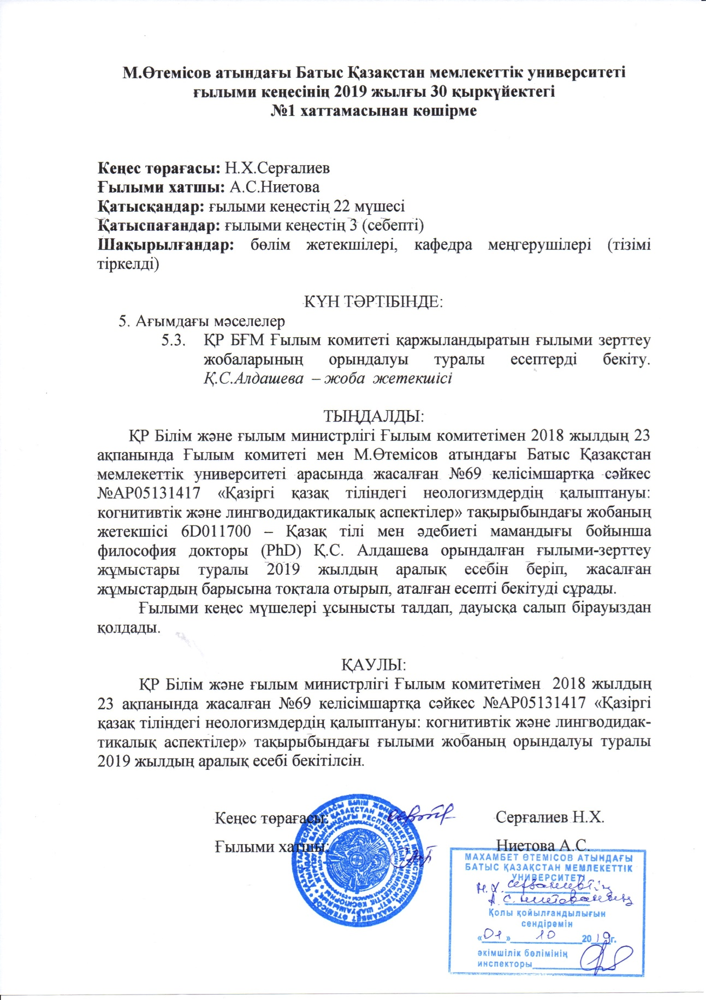 М.Өтемісов атындағы Батыс Қазақстан мемлекеттік университеті
ғылыми кеңесінің 2019 жылғы 30 қыркүйектегі
№1 хаттамасынан көшірме
Кеңес төрағасы: Н.Х.Серғалиев
Ғылыми хатшы: А.С.Ниетова
Қатысқандар: ғылыми кеңестің 22 мүшесі
Қатыспағандар: ғылыми кеңестің 3 (себепті)
Шақырылғандар: бөлім жетекшілері, кафедра меңгерушілері (тізімі
тіркелді)
КҮН ТӘРТІБІНДЕ:
5. Ағымдағы мәселелер
5.3. ҚР БҒМ Ғылым комитеті қаржыландыратын ғылыми зерттеу
жобаларының орындалуы туралы есептерді бекіту.
Қ.С.Алдашева – жоба жетекшісі
ТЫҢДАЛДЫ:
ҚР Білім және ғылым министрлігі Ғылым комитетімен 2018 жылдың 23
ақпанында Ғылым комитеті мен М.Өтемісов атындағы Батыс Қазақстан
мемлекеттік университеті арасында жасалған №69 келісімшартқа сәйкес
№АР05131417 «Қазіргі қазақ тіліндегі неологизмдердің қалыптануы:
когнитивтік және лингводидактикалық аспектілер» тақырыбындағы жобаның
жетекшісі 6D011700 – Қазақ тілі мен әдебиеті мамандығы бойынша
философия докторы (PhD) Қ.С. Алдашева орындалған ғылыми-зерттеу
жұмыстары туралы 2019 жылдың аралық есебін беріп, жасалған
жұмыстардың барысына тоқтала отырып, аталған есепті бекітуді сұрады.
Ғылыми кеңес мүшелері ұсынысты талдап, дауысқа салып бірауыздан
қолдады.
ҚАУЛЫ:
ҚР Білім және ғылым министрлігі Ғылым комитетімен 2018 жылдың
23 ақпанында жасалған №69 келісімшартқа сәйкес №АР05131417 «Қазіргі
қазақ тіліндегі неологизмдердің қалыптануы: когнитивтік және лингводидак-
тикалық аспектілер» тақырыбындағы ғылыми жобаның орындалуы туралы
2019 жылдың аралық есебі бекітілсін.
Кеңес төрағасы: Серғалиев Н.Х.
Ғылыми хатшы: Ниетова А.С.
МАХАМБЕТ ӨТЕМІСОВ АТЫНДАҒЫ
БАТЫС ҚАЗАҚСТАН МЕМЛЕКЕТТІК
УНИВЕРСИТЕТІ
Н.Х. Серғалиевтің
А.С. Ниетованың
Қолы қойылғандылығын
сендіремін
«01» 10 2019г.
әкімшілік бөлімінің
инспекторы